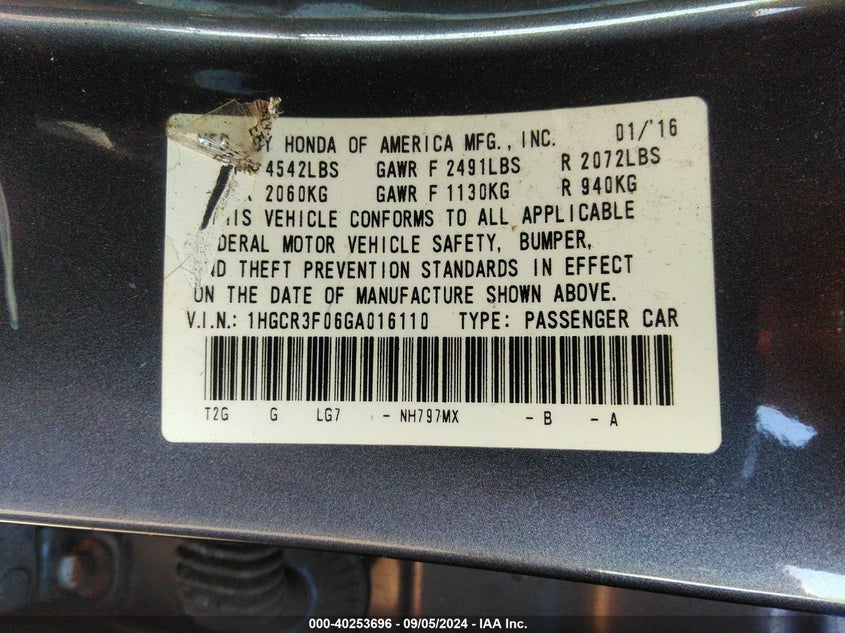 BY HONDA OF AMERICA MFG., INC. 01/'16
4542LBS GAWR F 2491LBS R 2072LBS
2060KG GAWR F 1130KG R 940KG
THIS VEHICLE CONFORMS TO ALL APPLICABLE
DERAL MOTOR VEHICLE SAFETY, BUMPER,
ND THEFT PREVENTION STANDARDS IN EFFECT
ON THE DATE OF MANUFACTURE SHOWN ABOVE.
V.I.N.: 1HGCR3F06GA016110 TYPE: PASSENGER CAR
T2G G LG7 - NH797MX - B - A
000-40253696 - 09/05/2024 - IAA Inc.